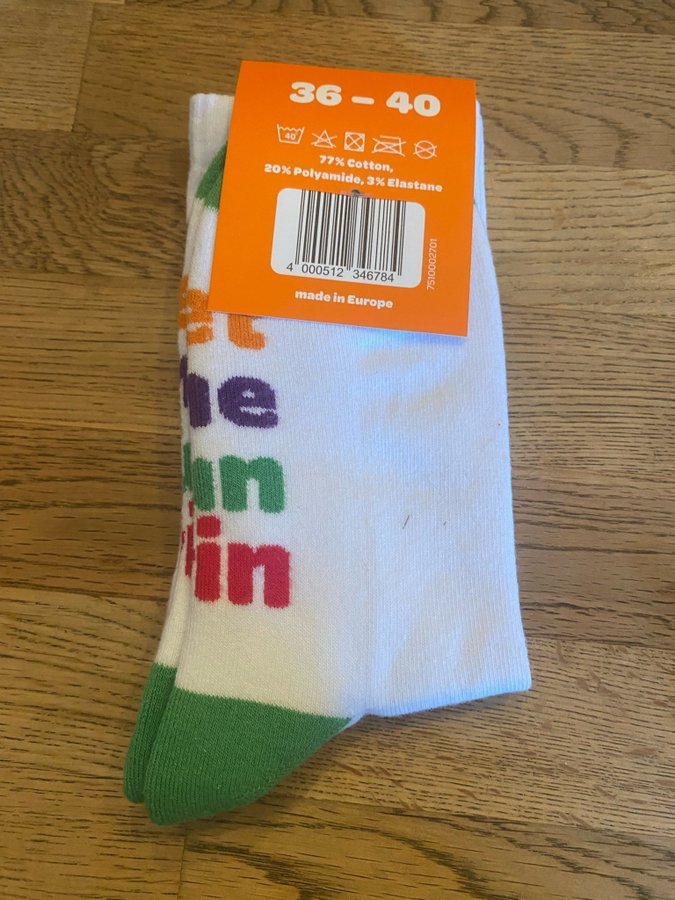 36 – 40
40
77% Cotton,
20% Polyamide, 3% Elastane
4 000512 346784
7510002701
made in Europe